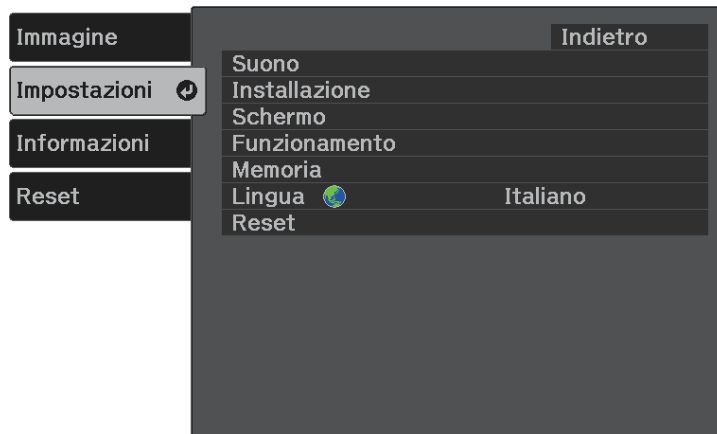 Immagine
Impostazioni
Informazioni
Reset
Indietro
Suono
Installazione
Schermo
Funzionamento
Memoria
Lingua Italiano
Reset